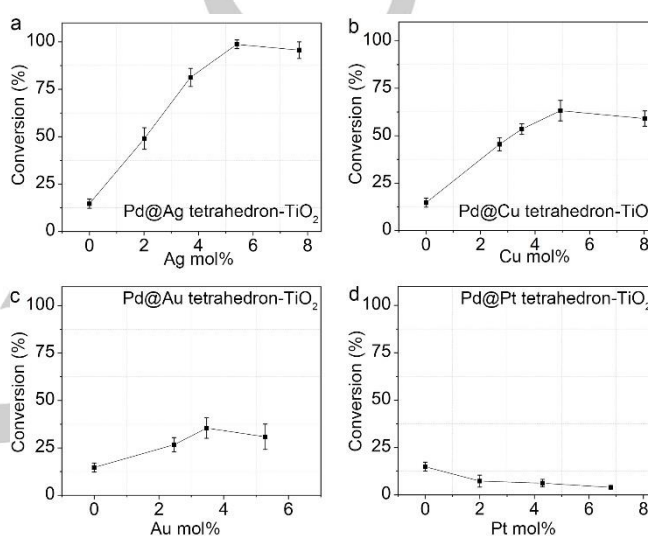 a
100
75
50
25
0
Conversion (%)
Pd@Ag tetrahedron-TiO2
0 2 4 6 8
Ag mol%
b
100
75
50
25
0
Conversion (%)
Pd@Cu tetrahedron-TiO
0 2 4 6 8
Cu mol%
c
100
75
50
25
0
Conversion (%)
Pd@Au tetrahedron-TiO2
0 2 4 6
Au mol%
d
100
75
50
25
0
Conversion (%)
Pd@Pt tetrahedron-TiO2
0 2 4 6 8
Pt mol%